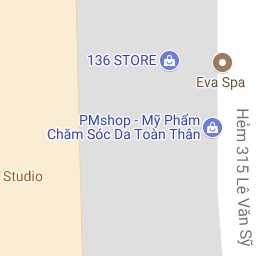 136 STORE
Eva Spa
PMshop - Mỹ Phẩm
Chăm Sóc Da Toàn Thân
Hẻm 315 Lê Văn Sỹ
Studio